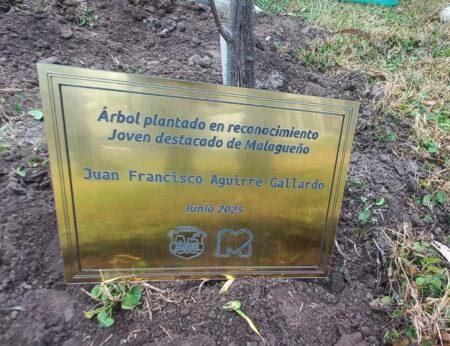 Árbol plantado en reconocimiento
Joven destacado de Malagueño
Juan Francisco Aguirre Gallardo
Junio 2025
M